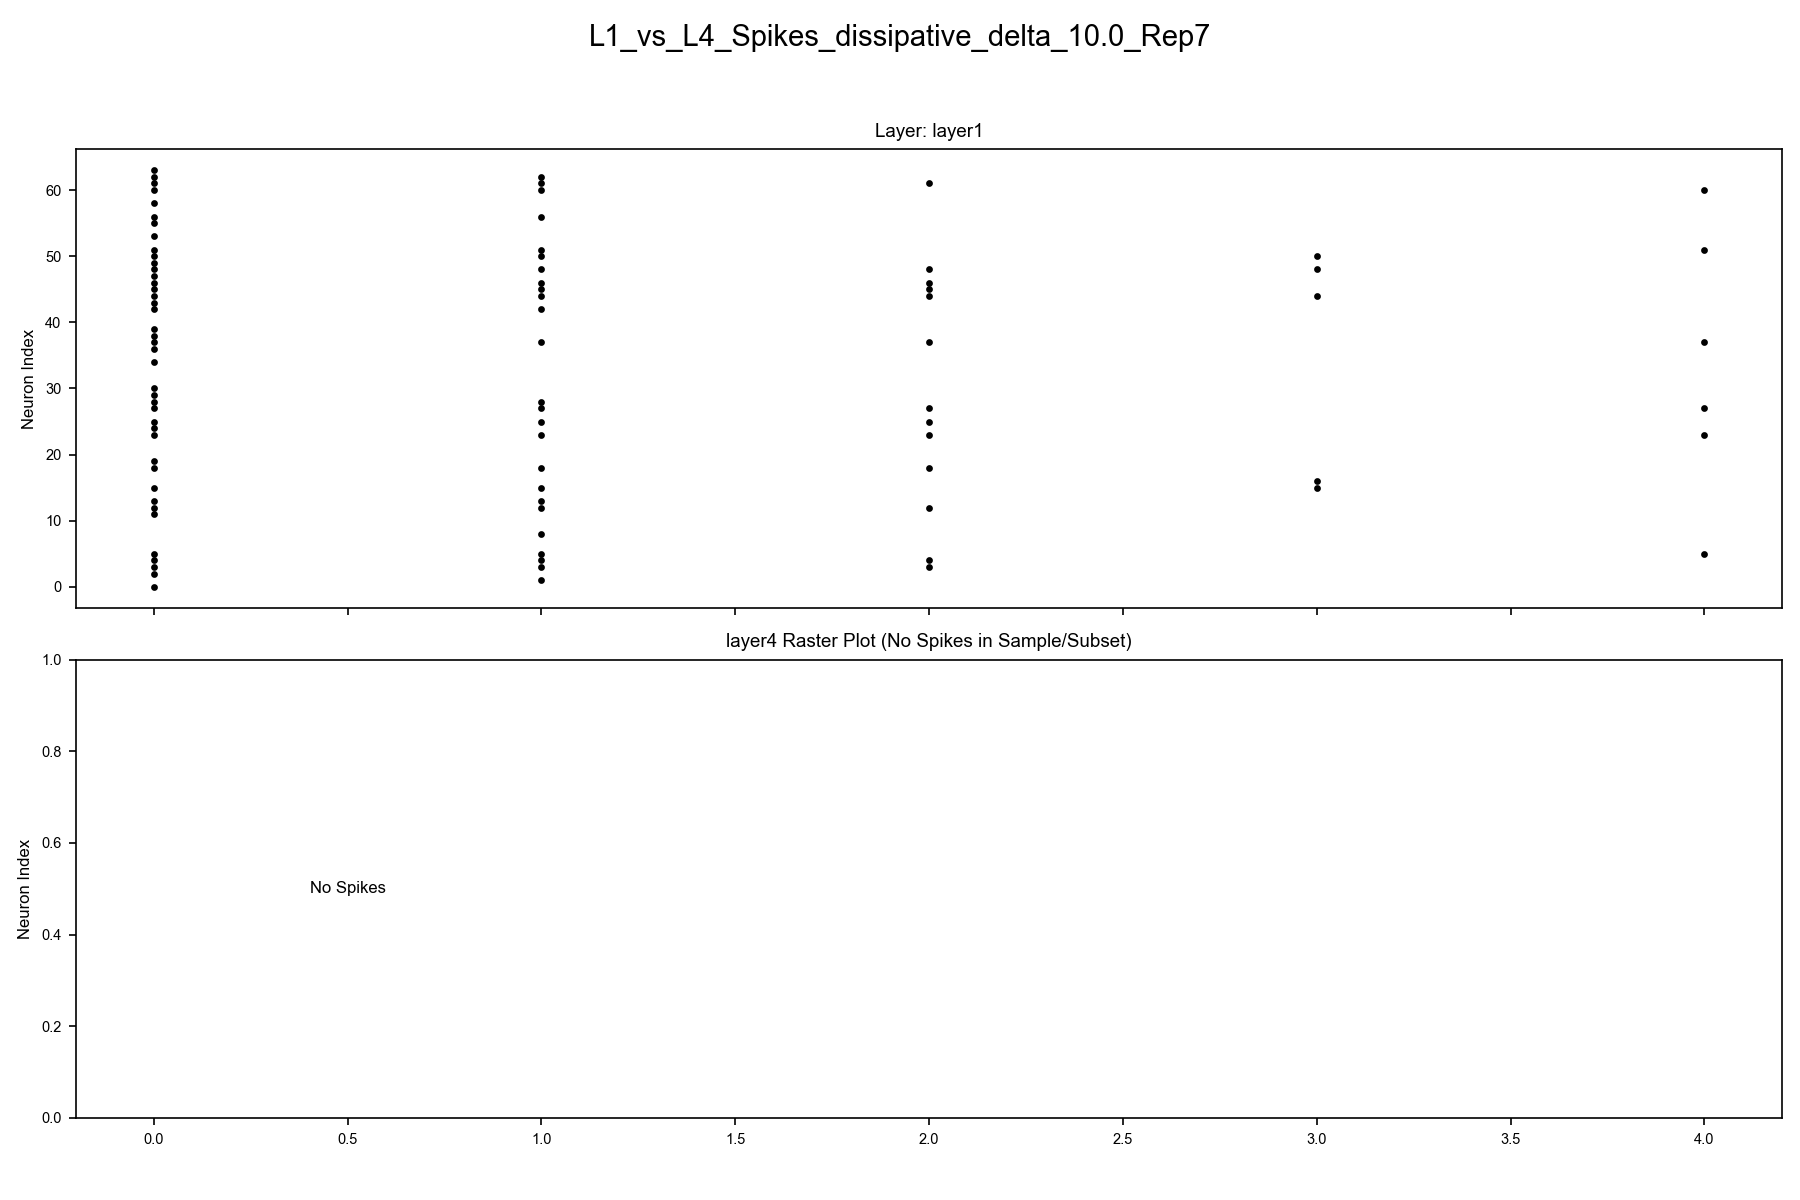 L1_vs_L4_Spikes_dissipative_delta_10.0_Rep7
Layer: layer1
Neuron Index
60
50
40
30
20
10
0
layer4 Raster Plot (No Spikes in Sample/Subset)
Neuron Index
1.0
0.8
0.6
0.4
0.2
0.0
No Spikes
0.0 0.5 1.0 1.5 2.0 2.5 3.0 3.5 4.0